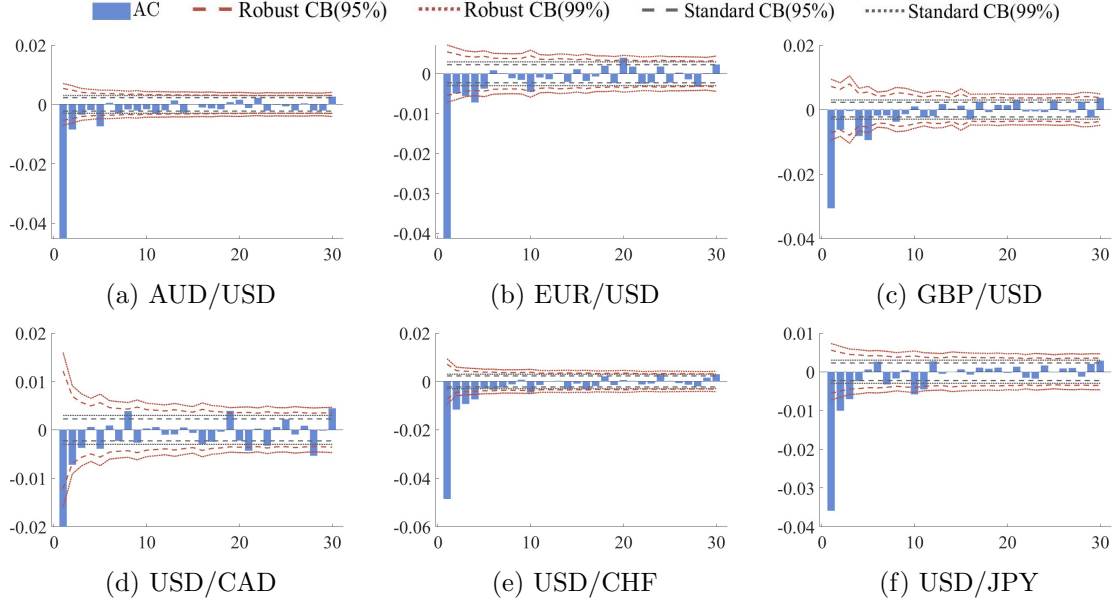 AC Robust CB(95%) Robust CB(99%) Standard CB(95%) Standard CB(99%)
0.02 0 -0.02 -0.04 0 10 20 30
0 -0.01 -0.02 -0.03 -0.04 0 10 20 30
0.02 0 -0.02 -0.04 0 10 20 30
(a) AUD/USD (b) EUR/USD (c) GBP/USD
0.02 0.01 0 -0.01 -0.02 0 10 20 30
0.02 0 -0.02 -0.04 -0.06 0 10 20 30
0.01 0 -0.01 -0.02 -0.03 -0.04 0 10 20 30
(d) USD/CAD (e) USD/CHF (f) USD/JPY